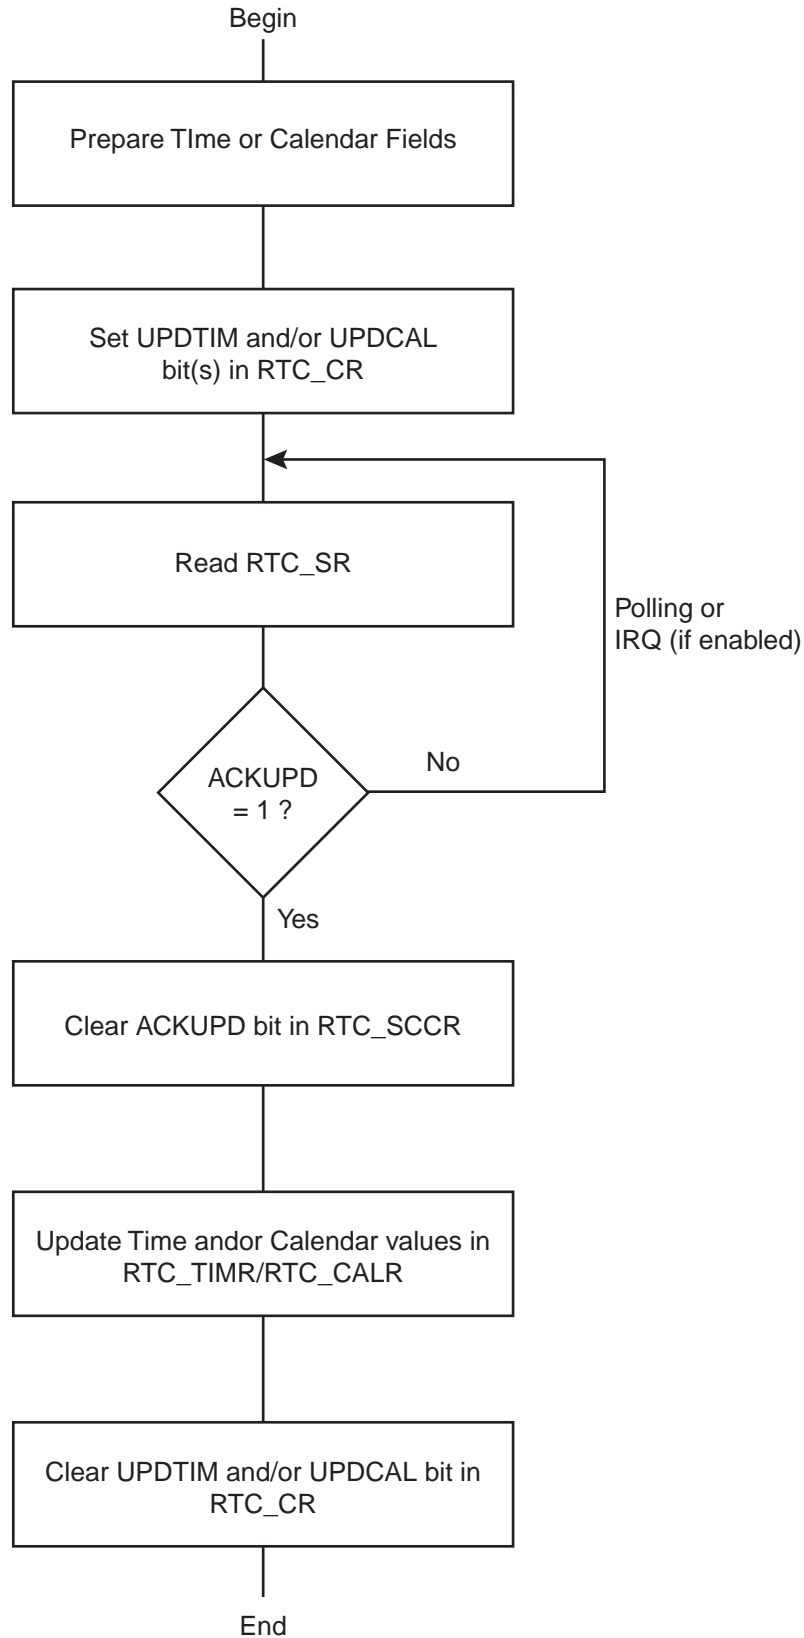 Begin
Prepare TIme or Calendar Fields
Set UPDTIM and/or UPDCAL
bit(s) in RTC_CR
Read RTC_SR
Polling or
IRQ (if enabled)
ACKUPD
= 1 ?
No
Yes
Clear ACKUPD bit in RTC_SCCR
Update Time andor Calendar values in
RTC_TIMR/RTC_CALR
Clear UPDTIM and/or UPDCAL bit in
RTC_CR
End